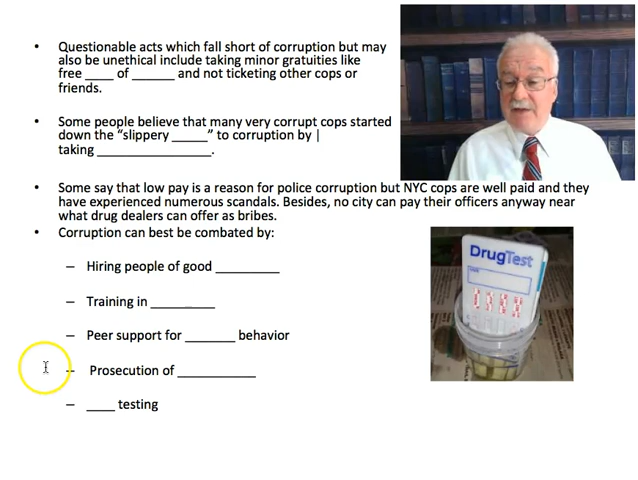 • Questionable acts which fall short of corruption but may
also be unethical include taking minor gratuities like
free ____ of ______ and not ticketing other cops or
friends.
• Some people believe that many very corrupt cops started
down the “slippery _____” to corruption by |
taking ________________.
• Some say that low pay is a reason for police corruption but NYC cops are well paid and they
have experienced numerous scandals. Besides, no city can pay their officers anyway near
what drug dealers can offer as bribes.
• Corruption can best be combated by:
– Hiring people of good _________
– Training in _________
– Peer support for _______ behavior
– Prosecution of ___________
– ____ testing
DrugTest